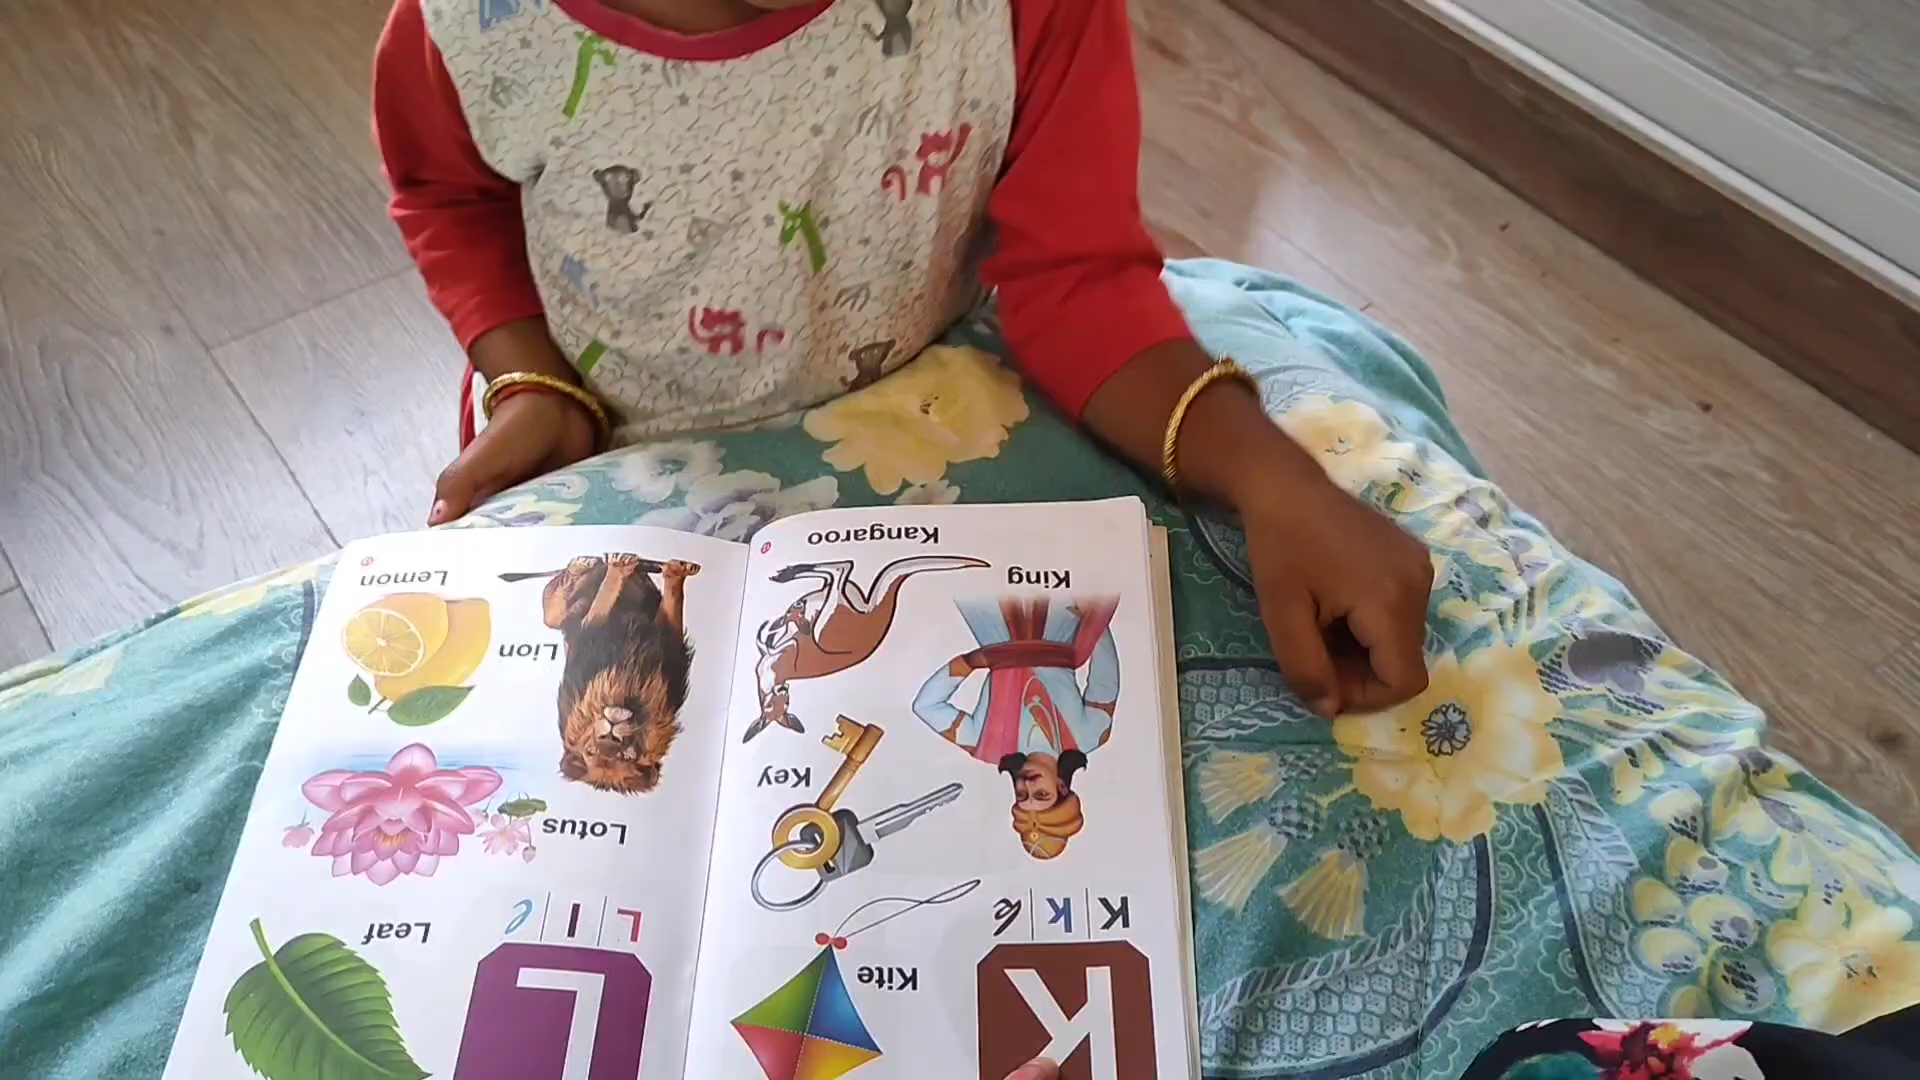 K
K k k
Kite
Key
King
Kangaroo
L
L l l
Leaf
Lotus
Lion
Lemon